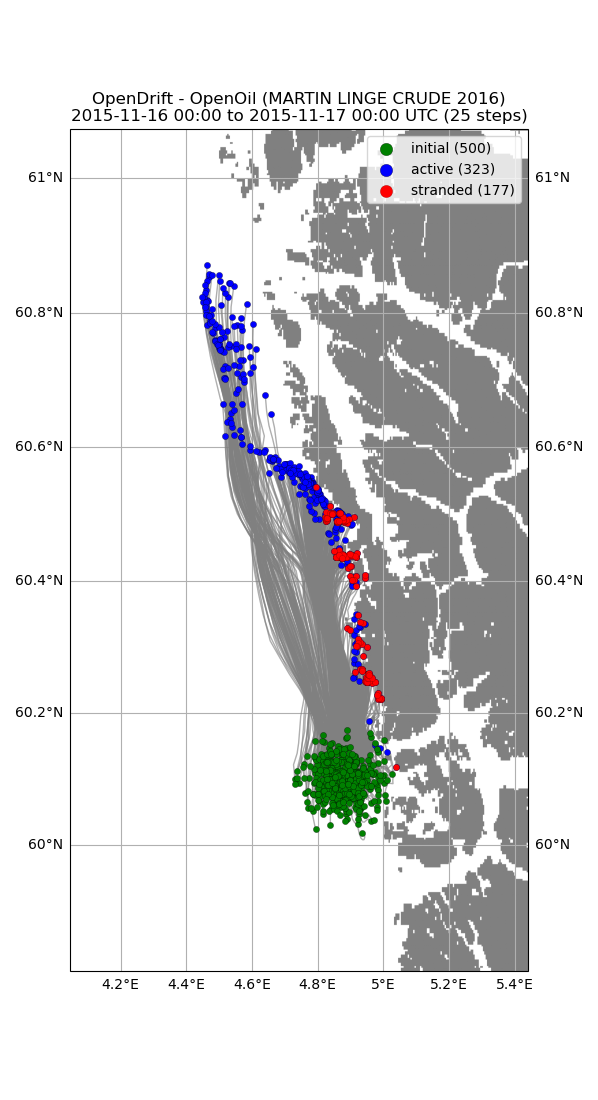 OpenDrift - OpenOil (MARTIN LINGE CRUDE 2016)
2015-11-16 00:00 to 2015-11-17 00:00 UTC (25 steps)
initial (500)
active (323)
stranded (177)
61°N 61°N
60.8°N 60.8°N
60.6°N 60.6°N
60.4°N 60.4°N
60.2°N 60.2°N
60°N 60°N
4.2°E 4.4°E 4.6°E 4.8°E 5°E 5.2°E 5.4°E